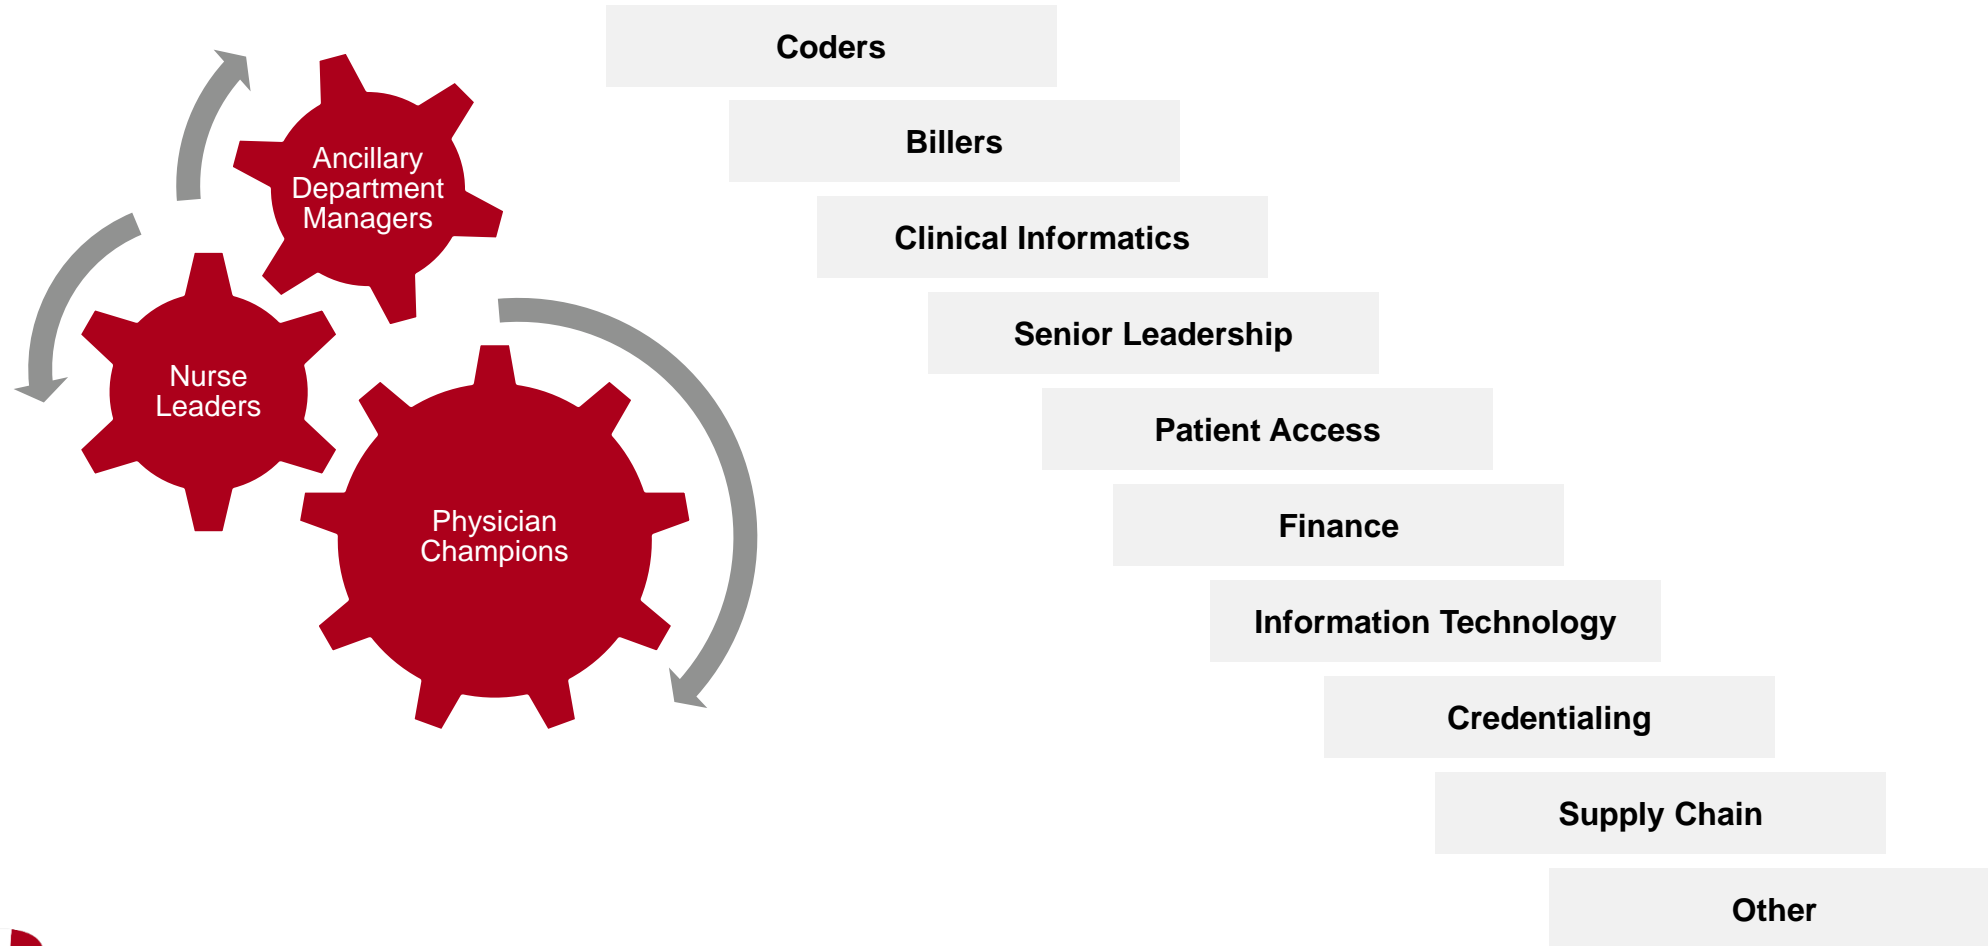 Coders
Billers
Clinical Informatics
Senior Leadership
Patient Access
Finance
Information Technology
Credentialing
Supply Chain
Other
Ancillary
Department
Managers
Nurse
Leaders
Physician
Champions